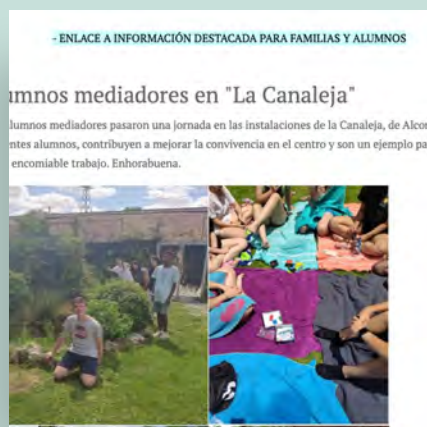 - ENLACE A INFORMACIÓN DESTACADA PARA FAMILIAS Y ALUMNOS
umnos mediadores en "La Canaleja"
lumnos mediadores pasaron una jornada en las instalaciones de la Canaleja, de Alcor
entes alumnos, contribuyen a mejorar la convivencia en el centro y son un ejemplo pa
encomiable trabajo. Enhorabuena.